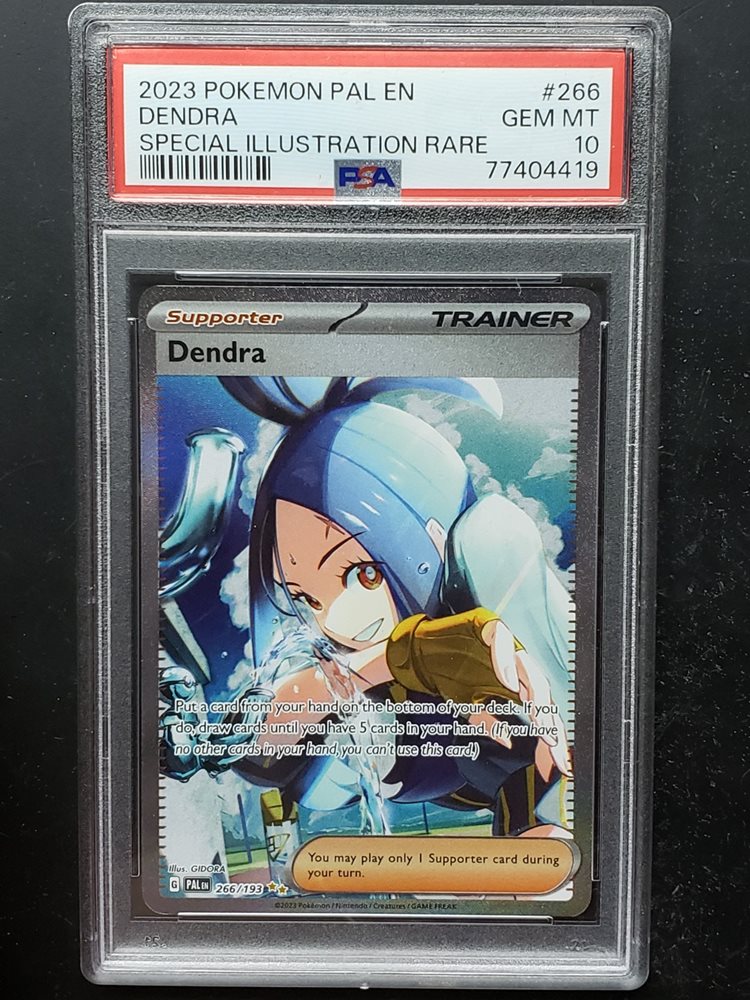 2023 POKEMON PAL EN #266
DENDRA GEM MT
SPECIAL ILLUSTRATION RARE 10
PSA 77404419
Supporter TRAINER
Dendra
Put a card from your hand on the bottom of your deck. If you
do, draw cards until you have 5 cards in your hand. (If you have
no other cards in your hand, you can't use this card.)
You may play only 1 Supporter card during
your turn.
Illus. GIDORA
G PAL EN 266/193
©2023 Pokémon / Nintendo / Creatures / GAME FREAK